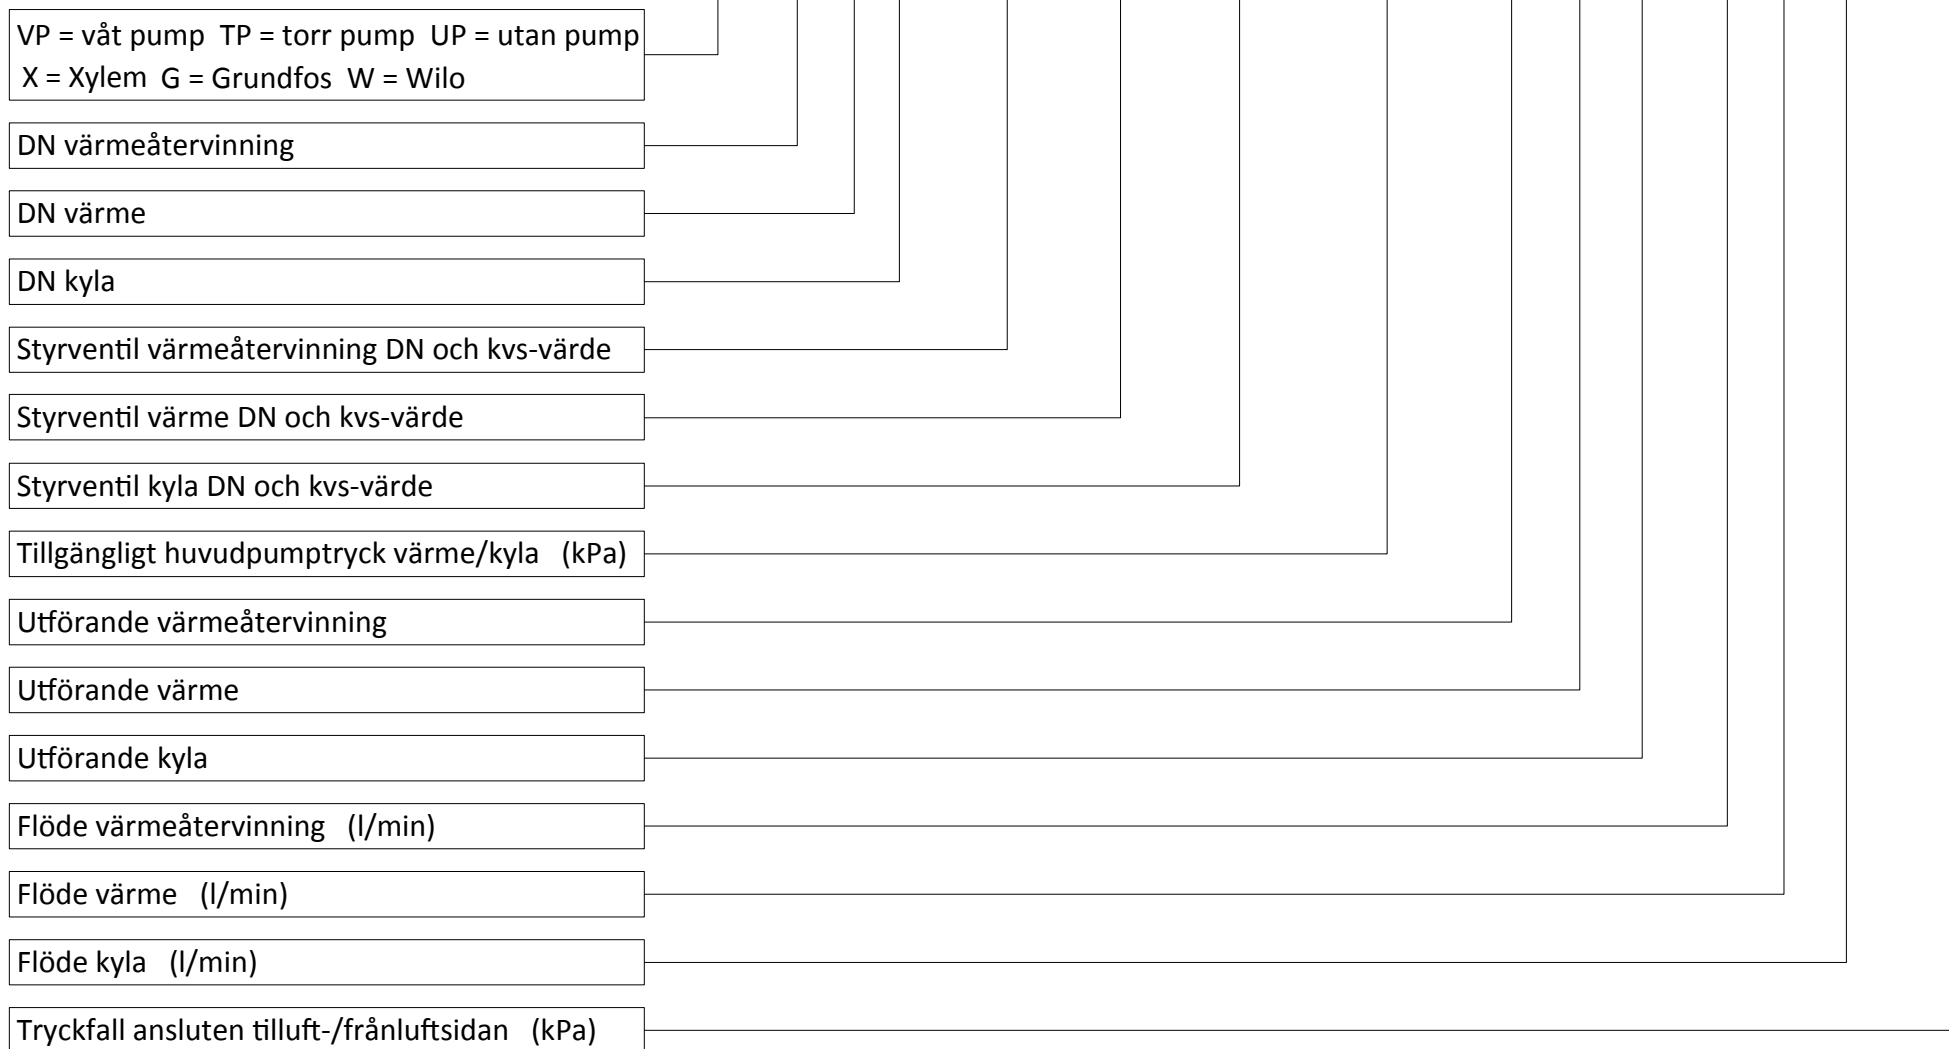 VP = våt pump TP = torr pump UP = utan pump
X = Xylem G = Grundfos W = Wilo
DN värmeåtervinning
DN värme
DN kyla
Styrventil värmeåtervinning DN och kvs-värde
Styrventil värme DN och kvs-värde
Styrventil kyla DN och kvs-värde
Tillgängligt huvudpumptryck värme/kyla (kPa)
Utförande värmeåtervinning
Utförande värme
Utförande kyla
Flöde värmeåtervinning (l/min)
Flöde värme (l/min)
Flöde kyla (l/min)
Tryckfall ansluten tilluft-/frånluftsidan (kPa)